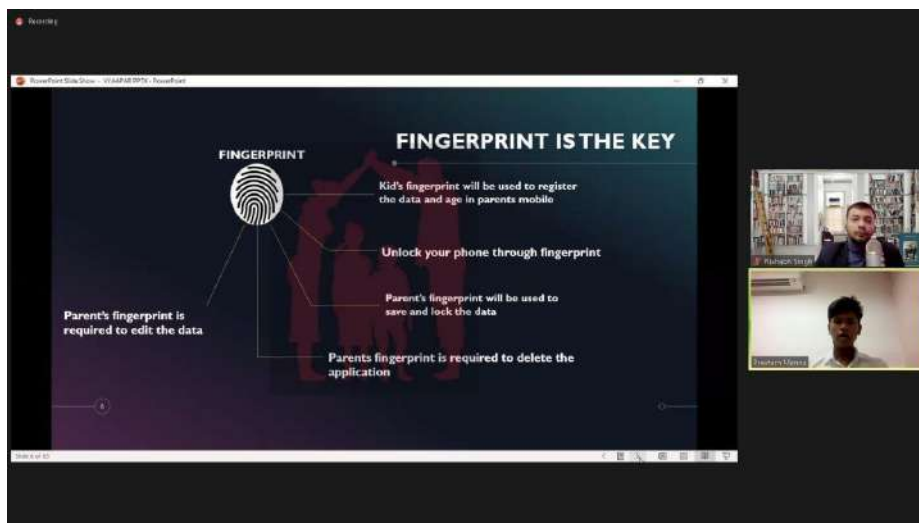 Recording
PowerPoint Slide Show - VYAAPAR PPTX - PowerPoint
FINGERPRINT IS THE KEY
FINGERPRINT
Kid's fingerprint will be used to register
the data and age in parents mobile
Unlock your phone through fingerprint
Parent's fingerprint will be used to
save and lock the data
Parent's fingerprint is
required to edit the data
Parents fingerprint is required to delete the
application
Singh